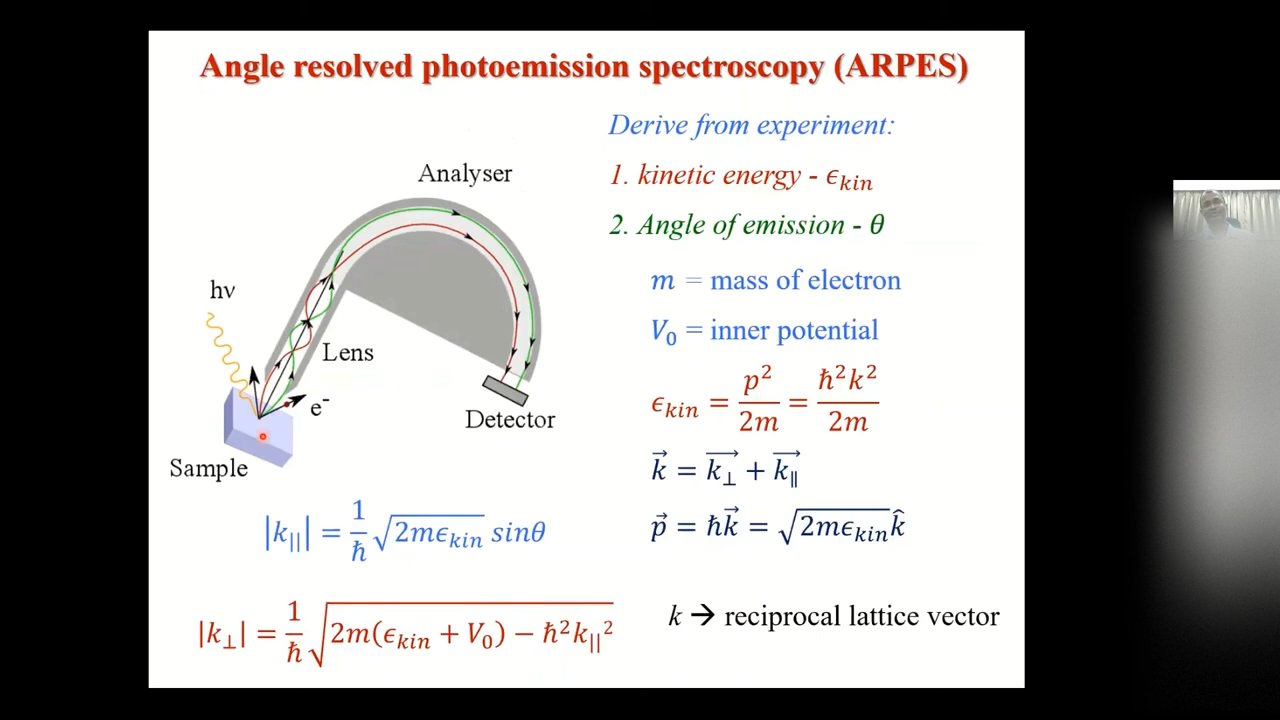 Angle resolved photoemission spectroscopy (ARPES)
Derive from experiment:
1. kinetic energy - ϵ_kin
2. Angle of emission - θ
m = mass of electron
V₀ = inner potential
ϵ_kin = p²/2m = ħ²k²/2m
k⃗ = k⃗_⊥ + k⃗_∥
p⃗ = ħk⃗ = √(2mϵ_kin) k̂
k → reciprocal lattice vector
Analyser
hν
Lens
e⁻
Detector
Sample
|k_||| = 1/ħ √(2mϵ_kin) sinθ
|k_⊥| = 1/ħ √(2m(ϵ_kin + V₀) − ħ²k_||²)